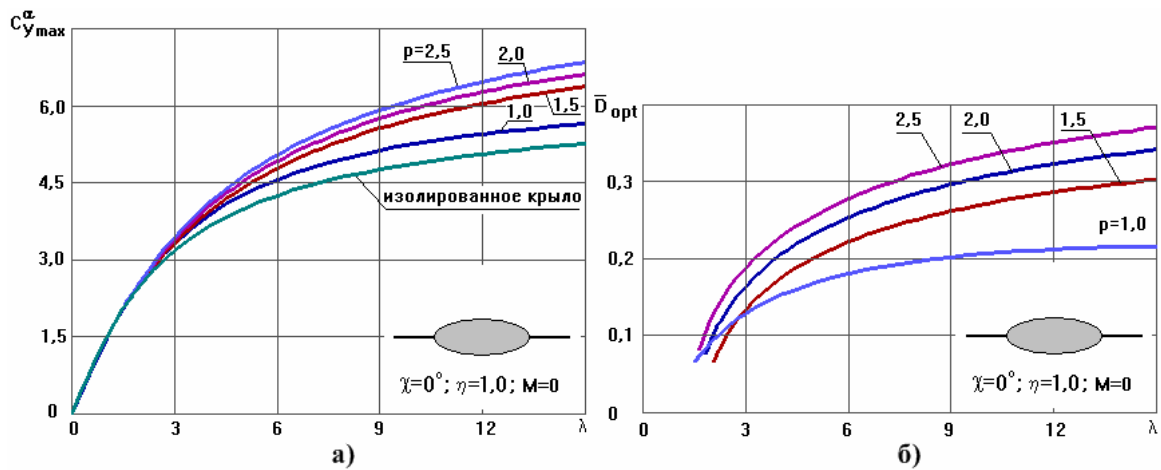 C^α_y max
6,0
4,5
3,0
1,5
0
0
3
6
9
12
λ
p=2,5
2,0
1,5
1,0
изолированное крыло
χ=0°; η=1,0; M=0
а)
D̅ opt
0,3
0,2
0,1
0
0
3
6
9
12
λ
2,5
2,0
1,5
p=1,0
χ=0°; η=1,0; M=0
б)